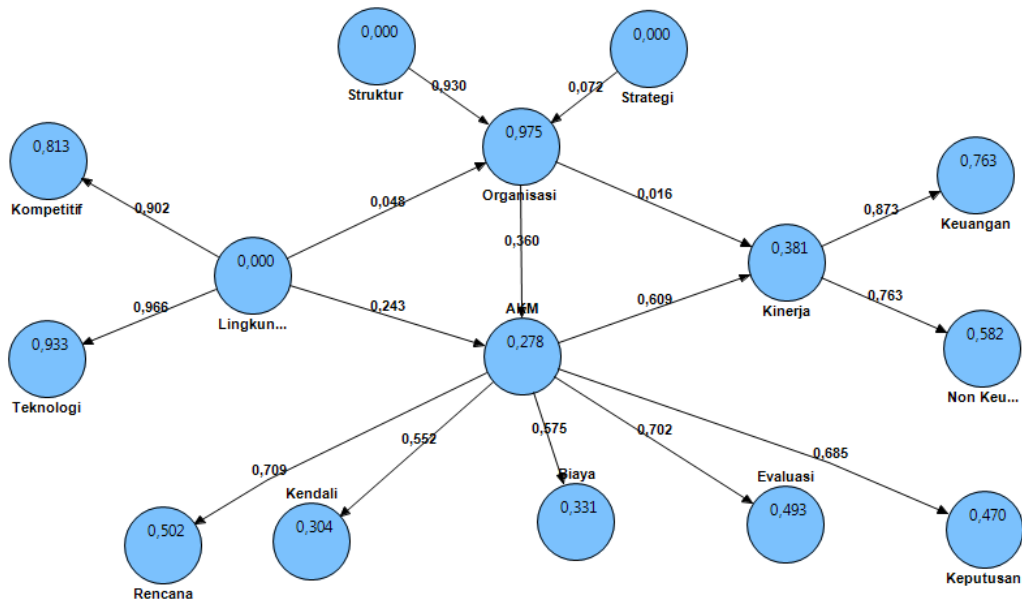 0,000
0,000
Struktur
0,930
0,072
Strategi
0,813
0,975
0,763
Kompetitif
0,902
0,048
Organisasi
0,016
0,873
Keuangan
0,000
0,360
0,381
0,966
Lingkun...
0,243
AKM
0,609
Kinerja
0,763
0,933
0,278
0,582
Teknologi
Non Keu...
0,709
0,552
0,575
0,702
0,685
Kendali
Biaya
Evaluasi
0,502
0,304
0,331
0,493
0,470
Rencana
Keputusan